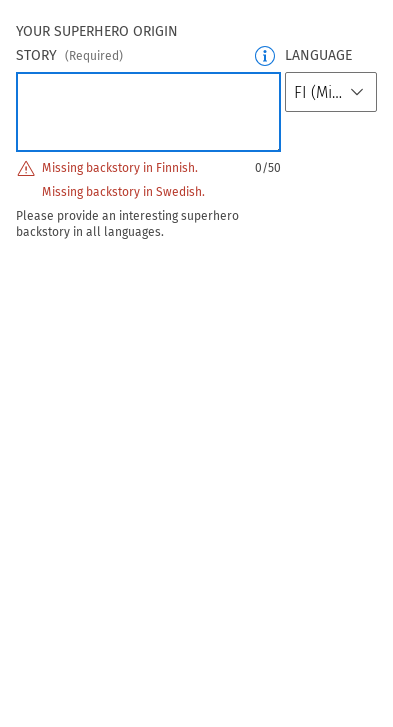 YOUR SUPERHERO ORIGIN
STORY (Required)
LANGUAGE
FI (Mi...
Missing backstory in Finnish.
0/50
Missing backstory in Swedish.
Please provide an interesting superhero
backstory in all languages.